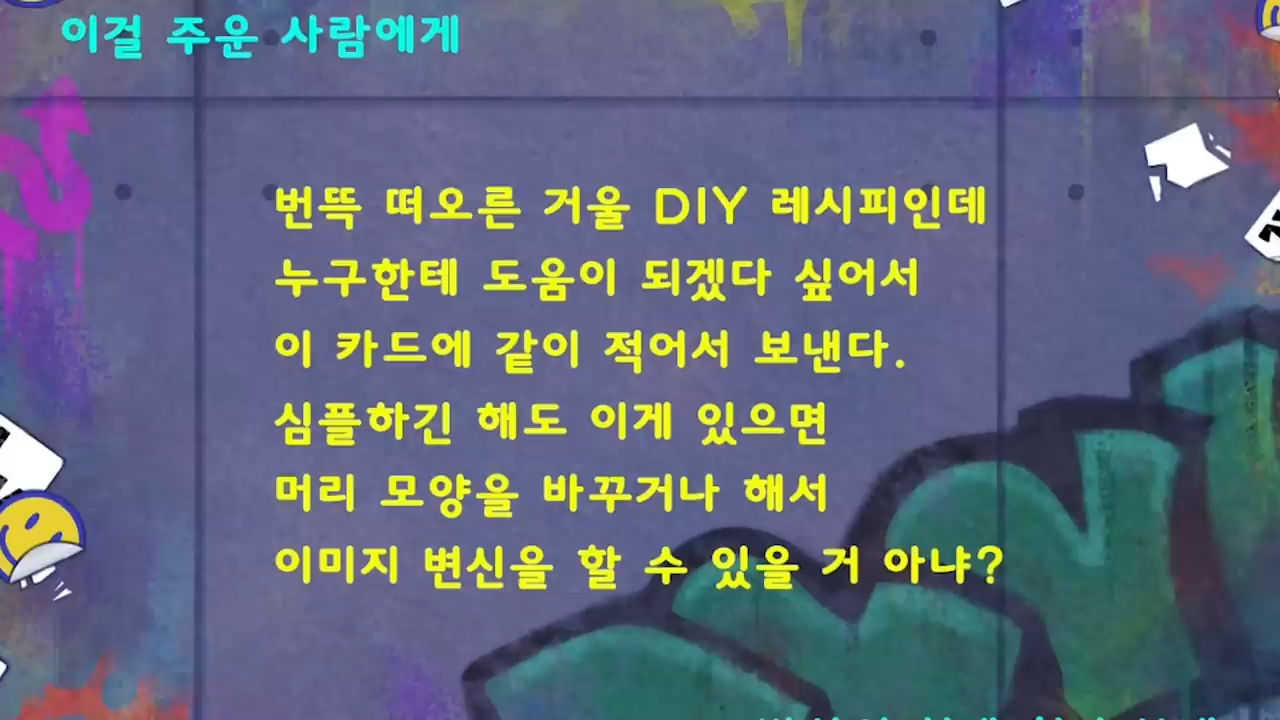 이걸 주운 사람에게
번뜩 떠오른 거울 DIY 레시피인데
누구한테 도움이 되겠다 싶어서
이 카드에 같이 적어서 보낸다.
심플하긴 해도 이게 있으면
머리 모양을 바꾸거나 해서
이미지 변신을 할 수 있을 거 아냐?